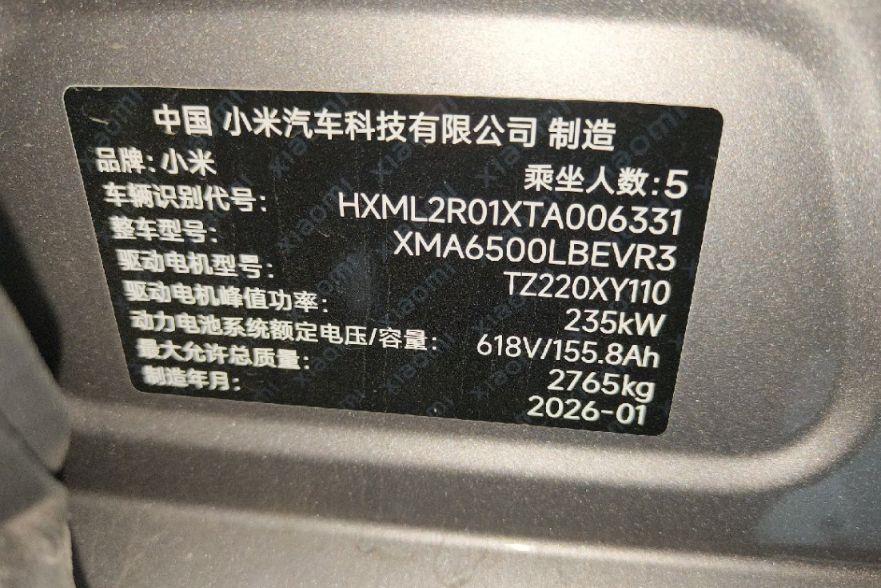 中国 小米汽车科技有限公司 制造
品牌：小米 乘坐人数：5
车辆识别代号： HXML2R01XTA006331
整车型号： XMA6500LBEVR3
驱动电机型号： TZ220XY110
驱动电机峰值功率： 235kW
动力电池系统额定电压/容量： 618V/155.8Ah
最大允许总质量： 2765kg
制造年月： 2026-01